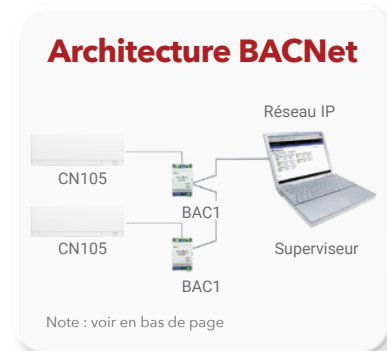 Architecture BACNet
Réseau IP
CN105
BAC1
CN105
Superviseur
BAC1
Note : voir en bas de page